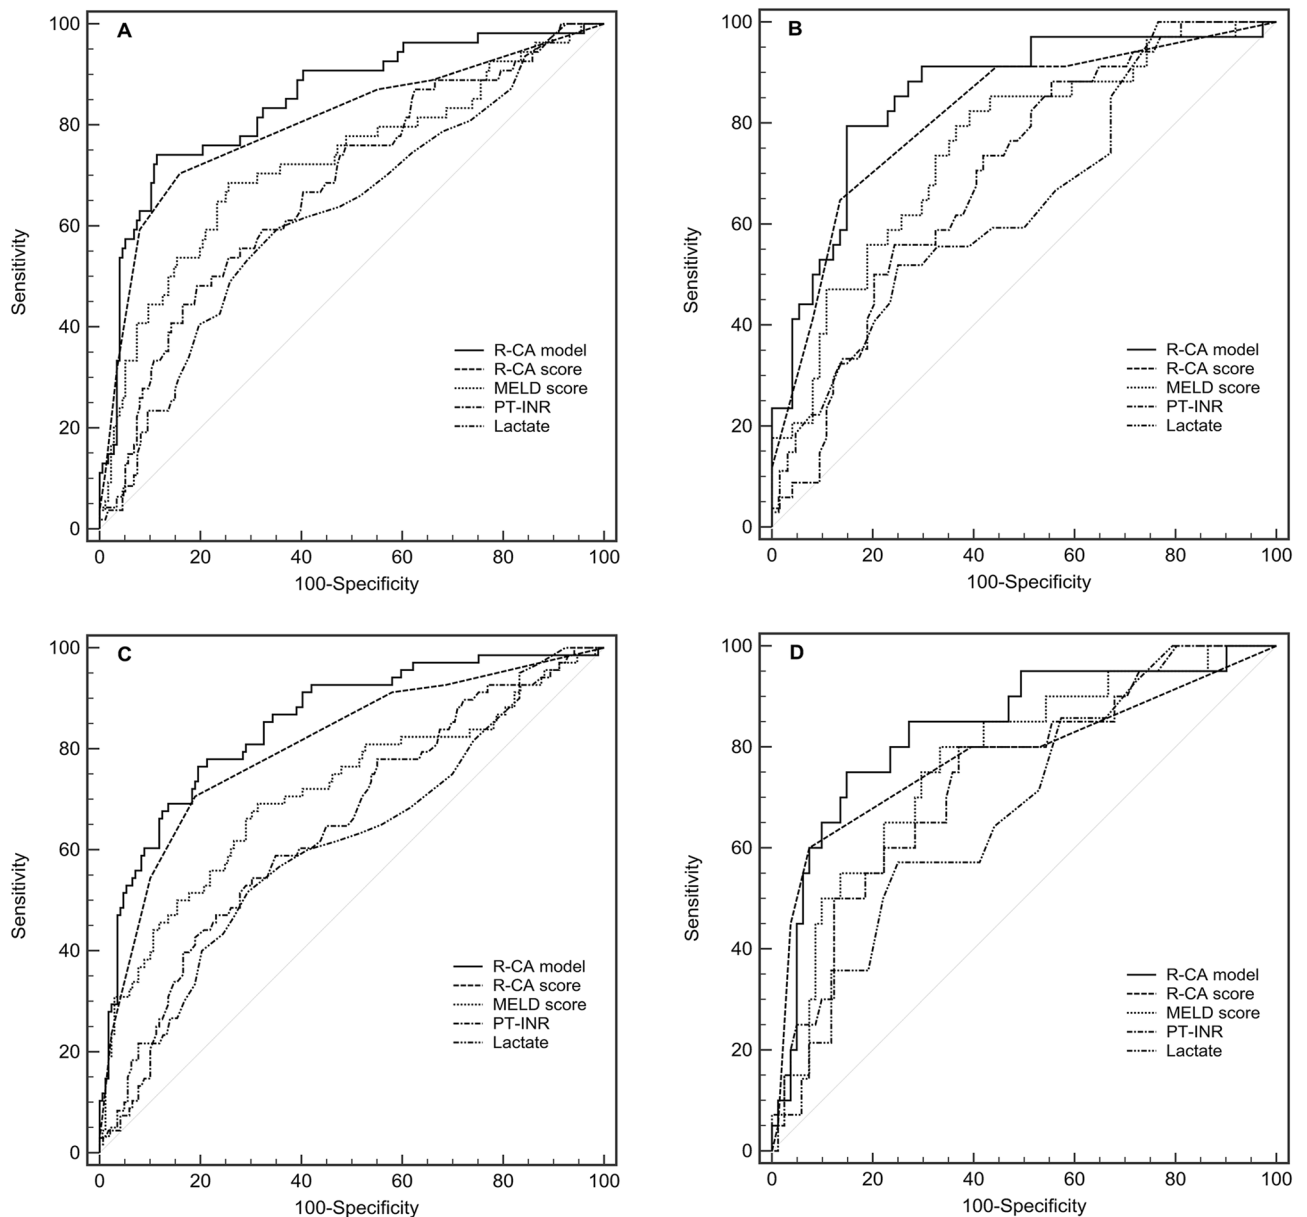 A
100
80
60
40
20
0
Sensitivity
R-CA model
R-CA score
MELD score
PT-INR
Lactate
0 20 40 60 80 100
100-Specificity
B
100
80
60
40
20
0
Sensitivity
R-CA model
R-CA score
MELD score
PT-INR
Lactate
0 20 40 60 80 100
100-Specificity
C
100
80
60
40
20
0
Sensitivity
R-CA model
R-CA score
MELD score
PT-INR
Lactate
0 20 40 60 80 100
100-Specificity
D
100
80
60
40
20
0
Sensitivity
R-CA model
R-CA score
MELD score
PT-INR
Lactate
0 20 40 60 80 100
100-Specificity